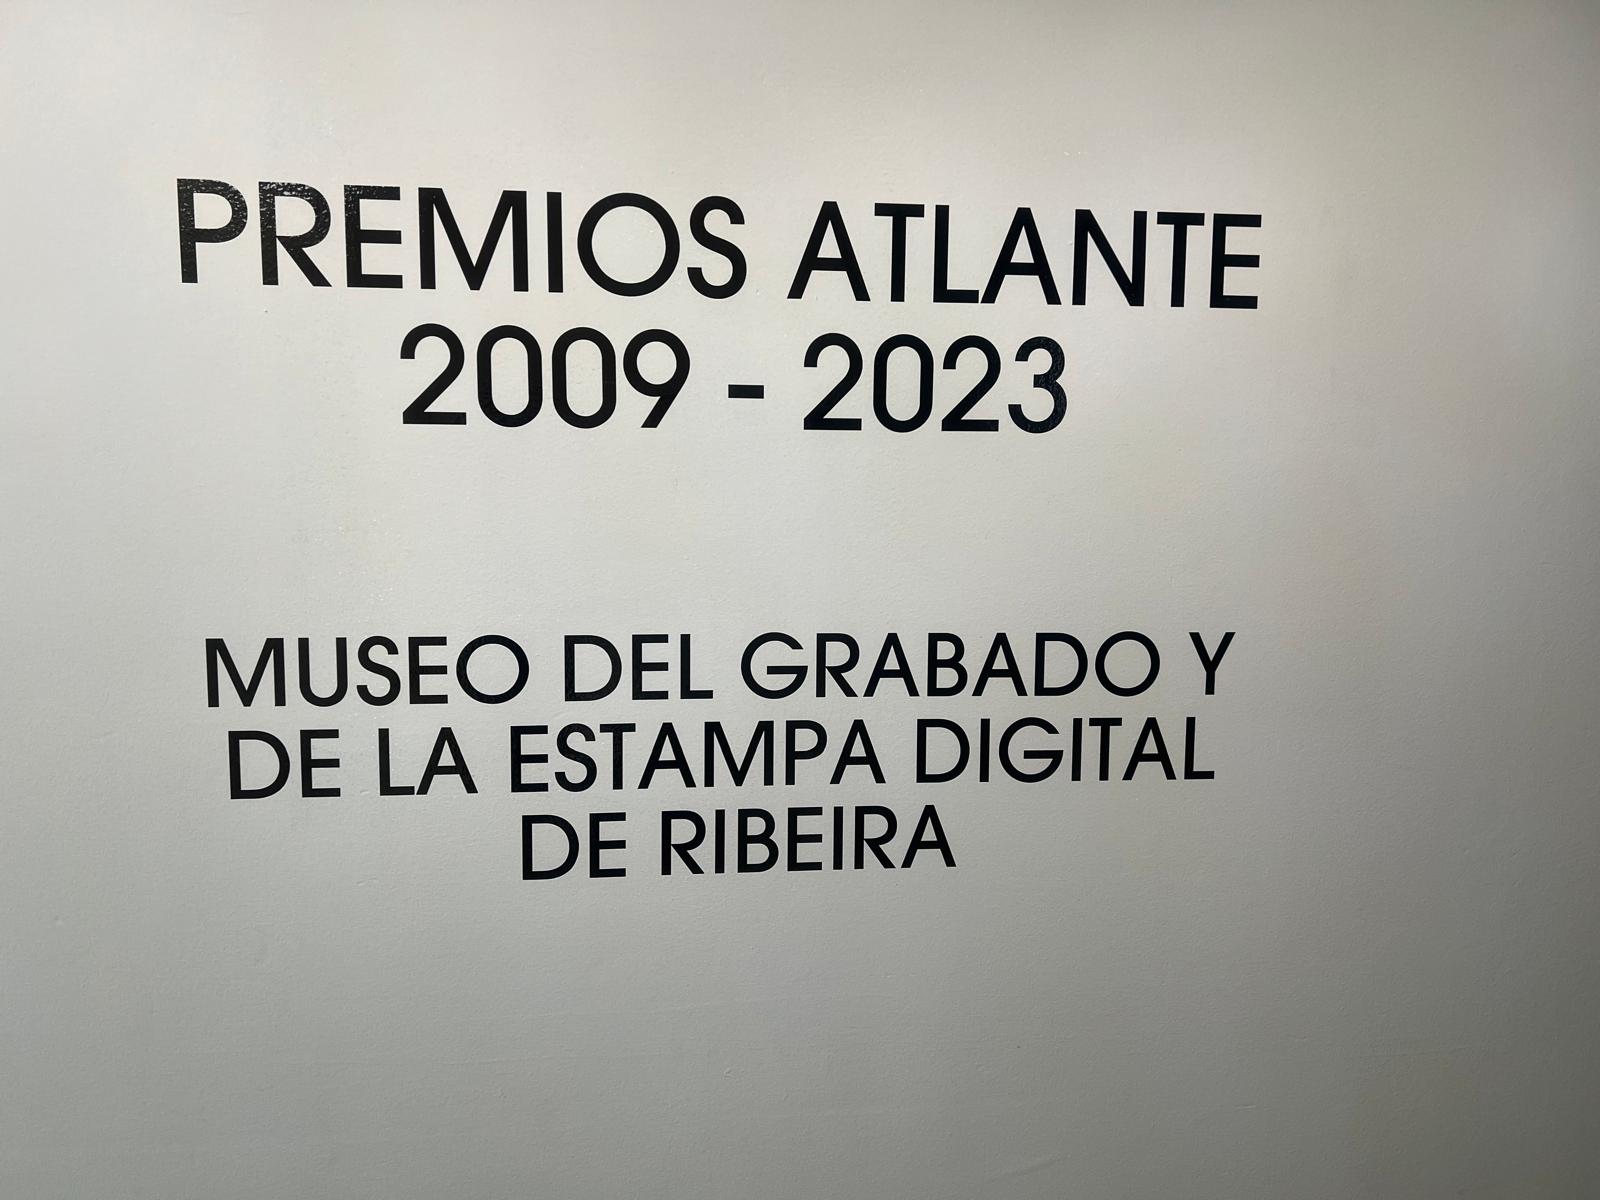 PREMIOS ATLANTE
2009 - 2023
MUSEO DEL GRABADO Y
DE LA ESTAMPA DIGITAL
DE RIBEIRA